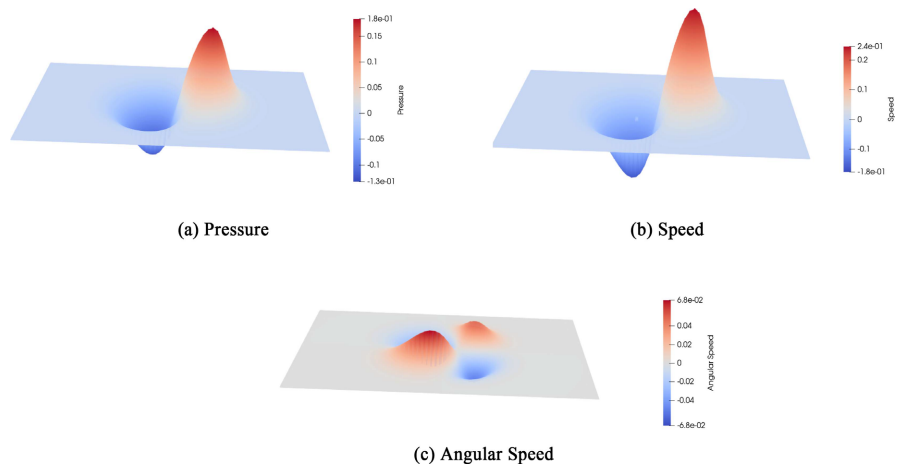 1.8e-01
0.15
0.1
0.05
0
-0.05
-0.1
-1.3e-01
Pressure
(a) Pressure
2.4e-01
0.2
0.1
0
-0.1
-1.8e-01
Speed
(b) Speed
6.8e-02
0.04
0.02
0
-0.02
-0.04
-6.8e-02
Angular Speed
(c) Angular Speed